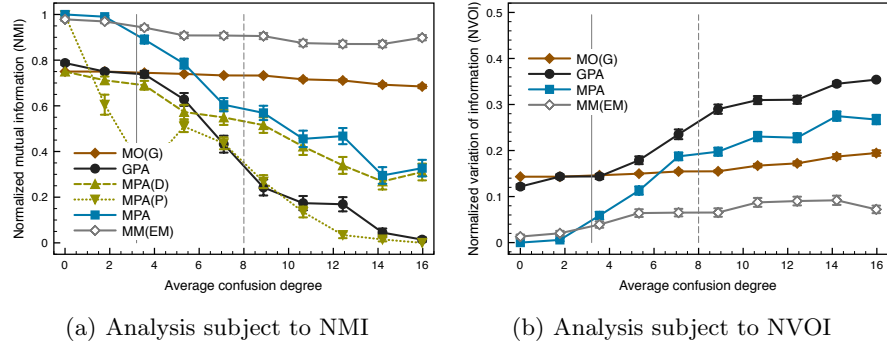 Normalized mutual information (NMI)
1
0.8
0.6
0.4
0.2
0
MO(G)
GPA
MPA(D)
MPA(P)
MPA
MM(EM)
0 2 4 6 8 10 12 14 16
Average confusion degree
(a) Analysis subject to NMI
Normalized variation of information (NVOI)
0.5
0.4
0.3
0.2
0.1
0
MO(G)
GPA
MPA
MM(EM)
0 2 4 6 8 10 12 14 16
Average confusion degree
(b) Analysis subject to NVOI